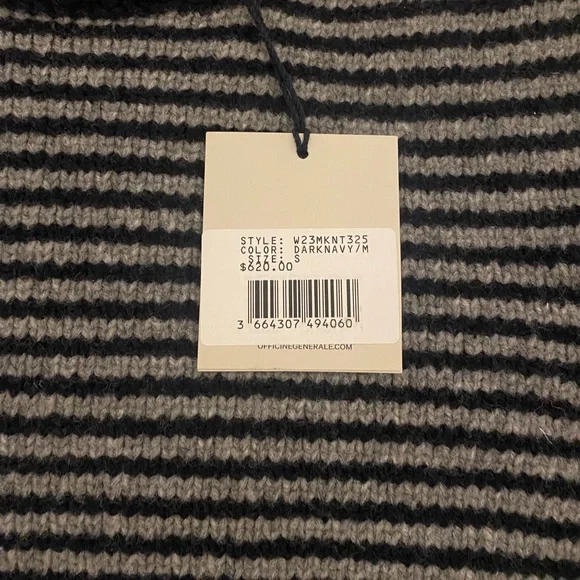 STYLE: W23MKNT325
COLOR: DARKNAVY/M
SIZE: S
$620.00
3 664307 494060
OFFICINEGENERALE.COM